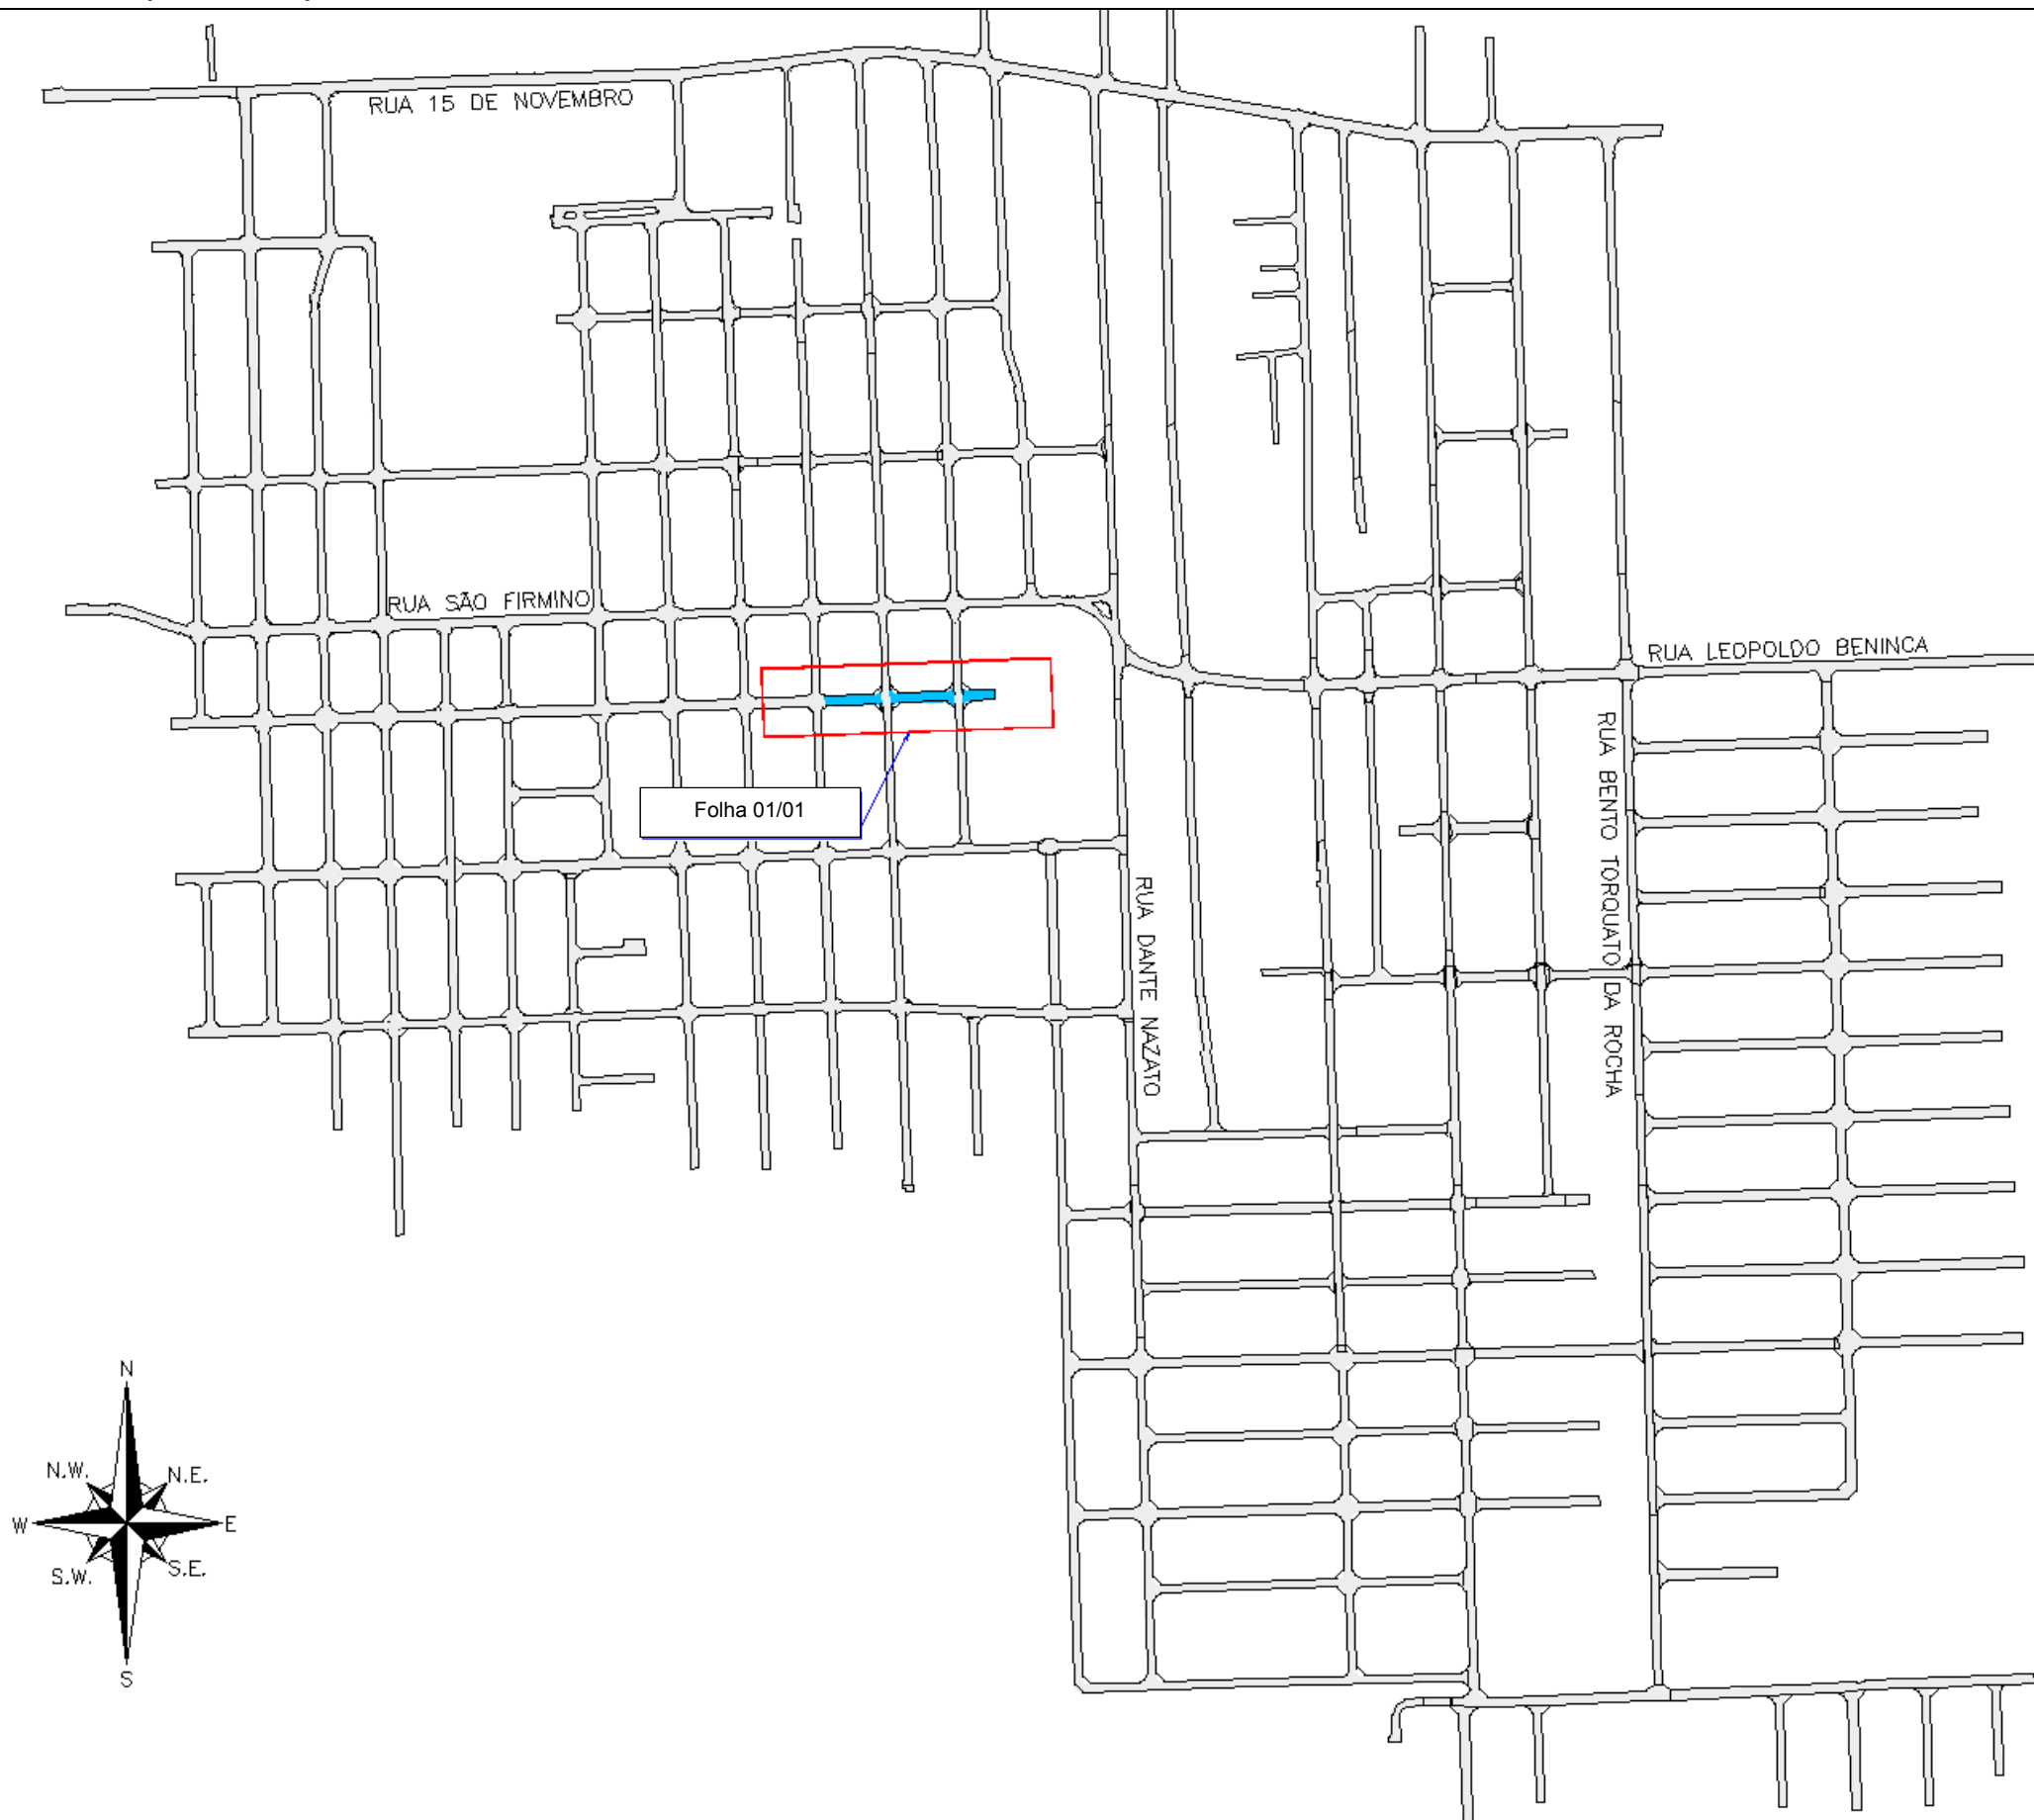 RUA 15 DE NOVEMBRO
RUA SÃO FIRMINO
RUA LEOPOLDO BENINCA
RUA BENTO TORQUATO DA ROCHA
Folha 01/01
RUA DANTE NAZATO
N
N.W.
N.E.
W
E
S.W.
S.E.
S